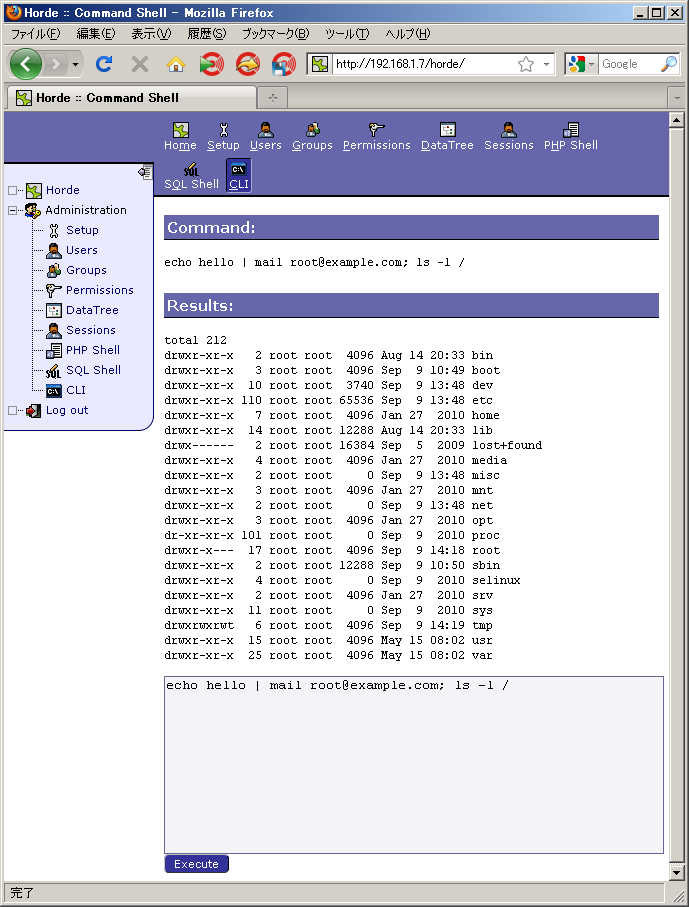 Horde :: Command Shell - Mozilla Firefox
ファイル(F) 編集(E) 表示(V) 履歴(S) ブックマーク(B) ツール(T) ヘルプ(H)
http://192.168.1.7/horde/ Google
Horde :: Command Shell
Home Setup Users Groups Permissions DataTree Sessions PHP Shell
SQL Shell CLI
Horde
Administration
Setup
Users
Groups
Permissions
DataTree
Sessions
PHP Shell
SQL Shell
CLI
Log out
Command:
echo hello | mail root@example.com; ls -l /
Results:
total 212
drwxr-xr-x   2 root root  4096 Aug 14 20:33 bin
drwxr-xr-x   3 root root  4096 Sep  9 10:49 boot
drwxr-xr-x  10 root root  3740 Sep  9 13:48 dev
drwxr-xr-x 110 root root 65536 Sep  9 13:48 etc
drwxr-xr-x   7 root root  4096 Jan 27  2010 home
drwxr-xr-x  14 root root 12288 Aug 14 20:33 lib
drwx------   2 root root 16384 Sep  5  2009 lost+found
drwxr-xr-x   4 root root  4096 Jan 27  2010 media
drwxr-xr-x   2 root root     0 Sep  9 13:48 misc
drwxr-xr-x   3 root root  4096 Jan 27  2010 mnt
drwxr-xr-x   2 root root     0 Sep  9 13:48 net
drwxr-xr-x   3 root root  4096 Jan 27  2010 opt
dr-xr-xr-x 101 root root     0 Sep  9  2010 proc
drwxr-x---  17 root root  4096 Sep  9 14:18 root
drwxr-xr-x   2 root root 12288 Sep  9 10:50 sbin
drwxr-xr-x   4 root root     0 Sep  9  2010 selinux
drwxr-xr-x   2 root root  4096 Jan 27  2010 srv
drwxr-xr-x  11 root root     0 Sep  9  2010 sys
drwxrwxrwt   6 root root  4096 Sep  9 14:19 tmp
drwxr-xr-x  15 root root  4096 May 15 08:02 usr
drwxr-xr-x  25 root root  4096 May 15 08:02 var
echo hello | mail root@example.com; ls -l /
Execute
完了